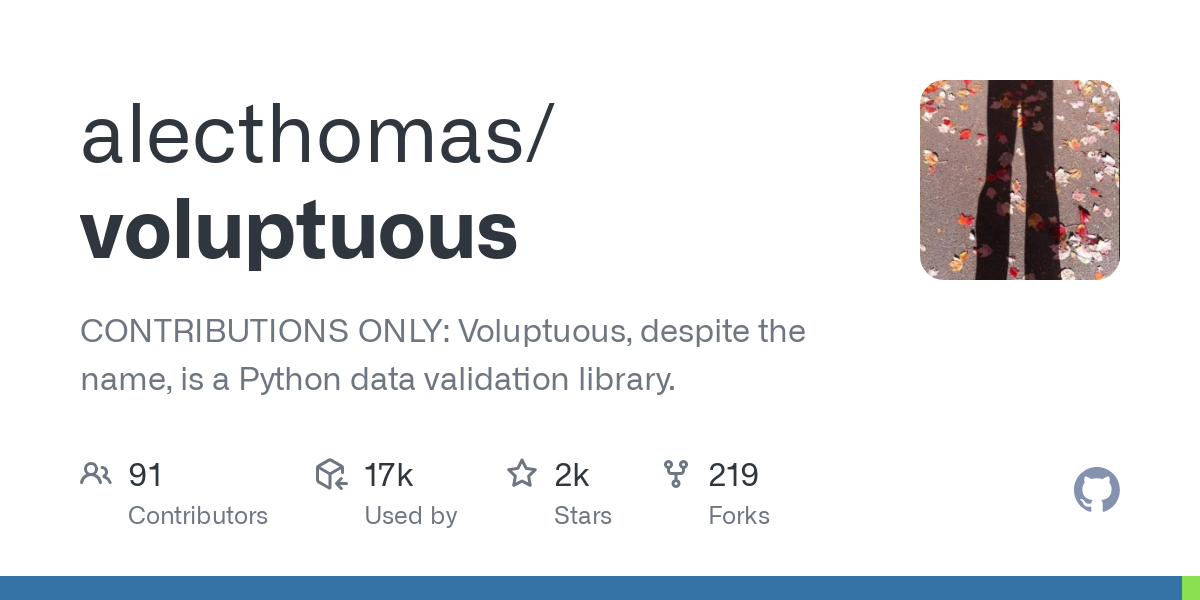 alecthomas/
voluptuous
CONTRIBUTIONS ONLY: Voluptuous, despite the
name, is a Python data validation library.
91
Contributors
17k
Used by
2k
Stars
219
Forks